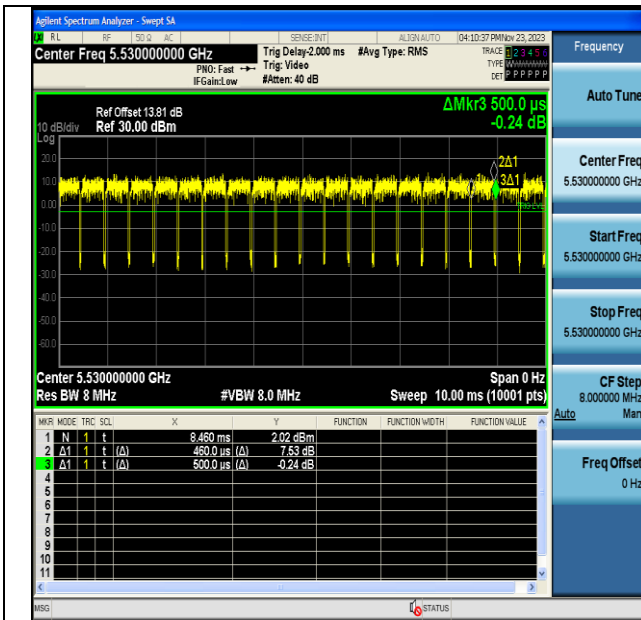 Agilent Spectrum Analyzer - Swept SA
RL RF 50 Ω AC SENSE:INT ALIGN AUTO 04:10:37 PM Nov 23, 2023
Center Freq 5.530000000 GHz
PNO: Fast
IFGain:Low
Trig Delay-2.000 ms
Trig: Video
#Atten: 40 dB
#Avg Type: RMS
TRACE 1 2 3 4 5 6
TYPE WWWWWW
DET P P P P P P
Frequency
Auto Tune
Center Freq
5.530000000 GHz
Start Freq
5.530000000 GHz
Stop Freq
5.530000000 GHz
CF Step
8.000000 MHz
Auto Man
Freq Offset
0 Hz
ΔMkr3 500.0 µs
-0.24 dB
Ref Offset 13.81 dB
10 dB/div Ref 30.00 dBm
Log
20.0
10.0
0.00
-10.0
-20.0
-30.0
-40.0
-50.0
-60.0
2Δ1
3Δ1
TRIG LVL
Center 5.530000000 GHz Span 0 Hz
Res BW 8 MHz #VBW 8.0 MHz Sweep 10.00 ms (10001 pts)
MKR MODE TRC SCL X Y FUNCTION FUNCTION WIDTH FUNCTION VALUE
1 N 1 t 8.460 ms 2.02 dBm
2 Δ1 1 t (Δ) 460.0 µs (Δ) 7.53 dB
3 Δ1 1 t (Δ) 500.0 µs (Δ) -0.24 dB
4
5
6
7
8
9
10
11
MSG STATUS